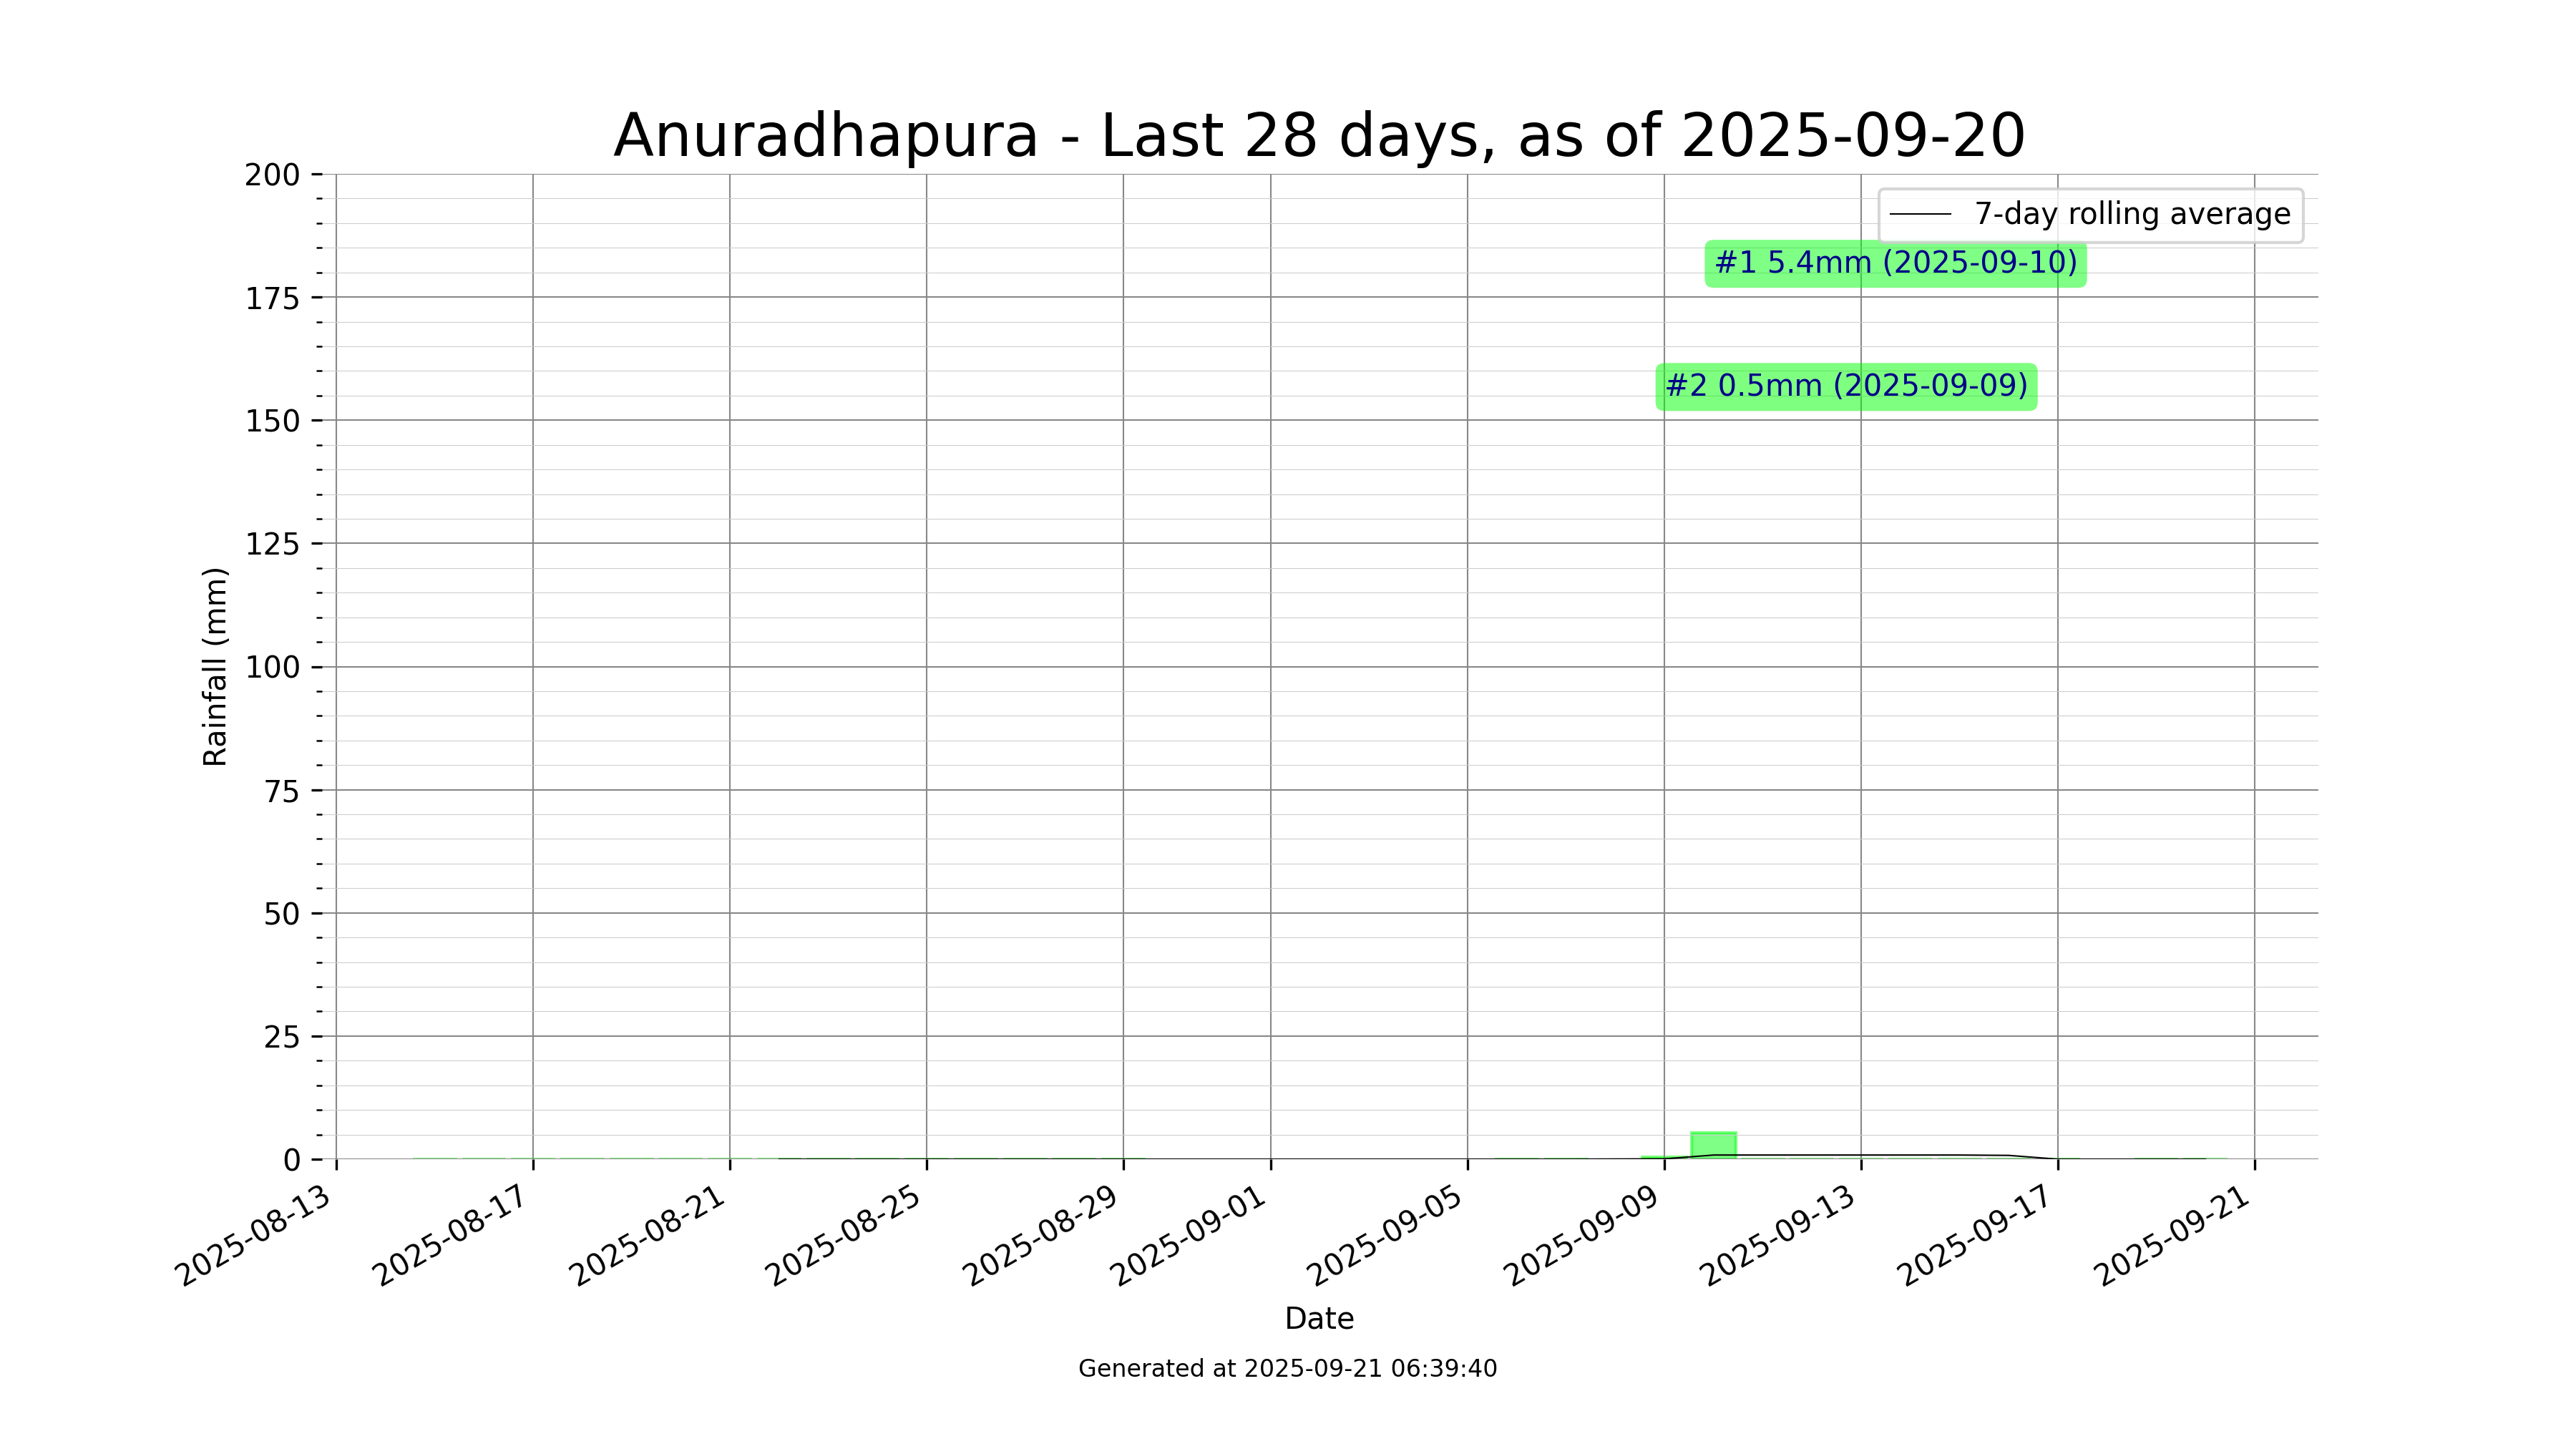 Anuradhapura - Last 28 days, as of 2025-09-20
7-day rolling average
#1 5.4mm (2025-09-10)
#2 0.5mm (2025-09-09)
Rainfall (mm)
200
175
150
125
100
75
50
25
0
2025-08-13
2025-08-17
2025-08-21
2025-08-25
2025-08-29
2025-09-01
2025-09-05
2025-09-09
2025-09-13
2025-09-17
2025-09-21
Date
Generated at 2025-09-21 06:39:40